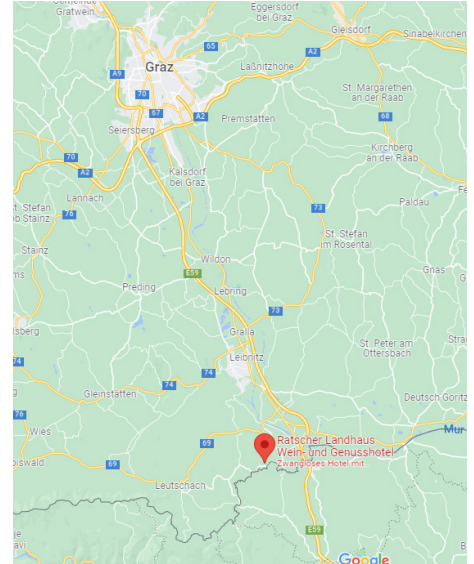 Gemeinde
Gratwein
Eggersdorf
bei Graz
Gleisdorf
65
Sinabelkirchen
A2
Graz
Laßnitzhöhe
A9
70
67
A2
St. Margarethen
an der Raab
Premstätten
68
Seiersberg
70
A2
Kirchberg
an der Raab
Kalsdorf
bei Graz
Lannach
Paldau
73
St. Stefan
ob Stainz
76
St. Stefan
im Rosental
Stainz
Wildon
Gnas
E59
Preding
Lebring
73
Gralla
St. Peter am
Ottersbach
Leibnitz
74
74
74
Gleinstätten
Deutsch Goritz
76
Wies
69
Mur
Ratscher Landhaus
Wein- und Genusshotel
Zwangloses Hotel mit
69
Leutschach
E59
Google